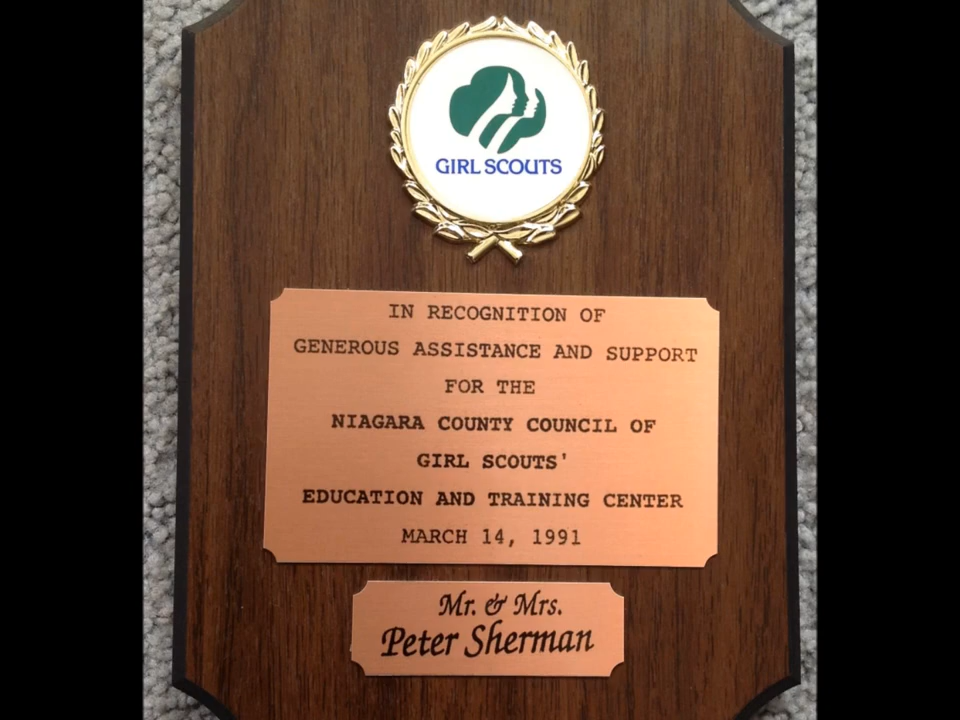 GIRL SCOUTS
IN RECOGNITION OF
GENEROUS ASSISTANCE AND SUPPORT
FOR THE
NIAGARA COUNTY COUNCIL OF
GIRL SCOUTS'
EDUCATION AND TRAINING CENTER
MARCH 14, 1991
Mr. & Mrs.
Peter Sherman